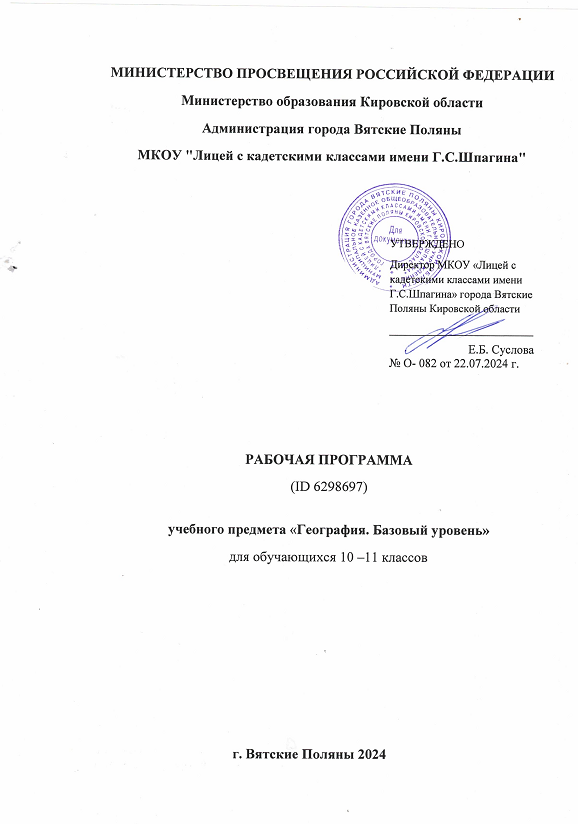 МИНИСТЕРСТВО ПРОСВЕЩЕНИЯ РОССИЙСКОЙ ФЕДЕРАЦИИ
Министерство образования Кировской области
Администрация города Вятские Поляны
МКОУ "Лицей с кадетскими классами имени Г.С.Шпагина"
Для
документов
УТВЕРЖДЕНО
Директор МКОУ «Лицей с
кадетскими классами имени
Г.С.Шпагина» города Вятские
Поляны Кировской области
Е.Б. Суслова
№ О- 082 от 22.07.2024 г.
РАБОЧАЯ ПРОГРАММА
(ID 6298697)
учебного предмета «География. Базовый уровень»
для обучающихся 10 –11 классов
г. Вятские Поляны 2024